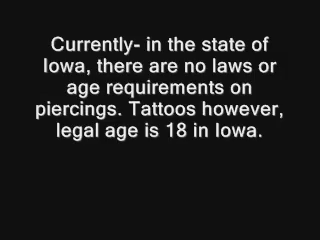 Currently- in the state of
Iowa, there are no laws or
age requirements on
piercings. Tattoos however,
legal age is 18 in Iowa.